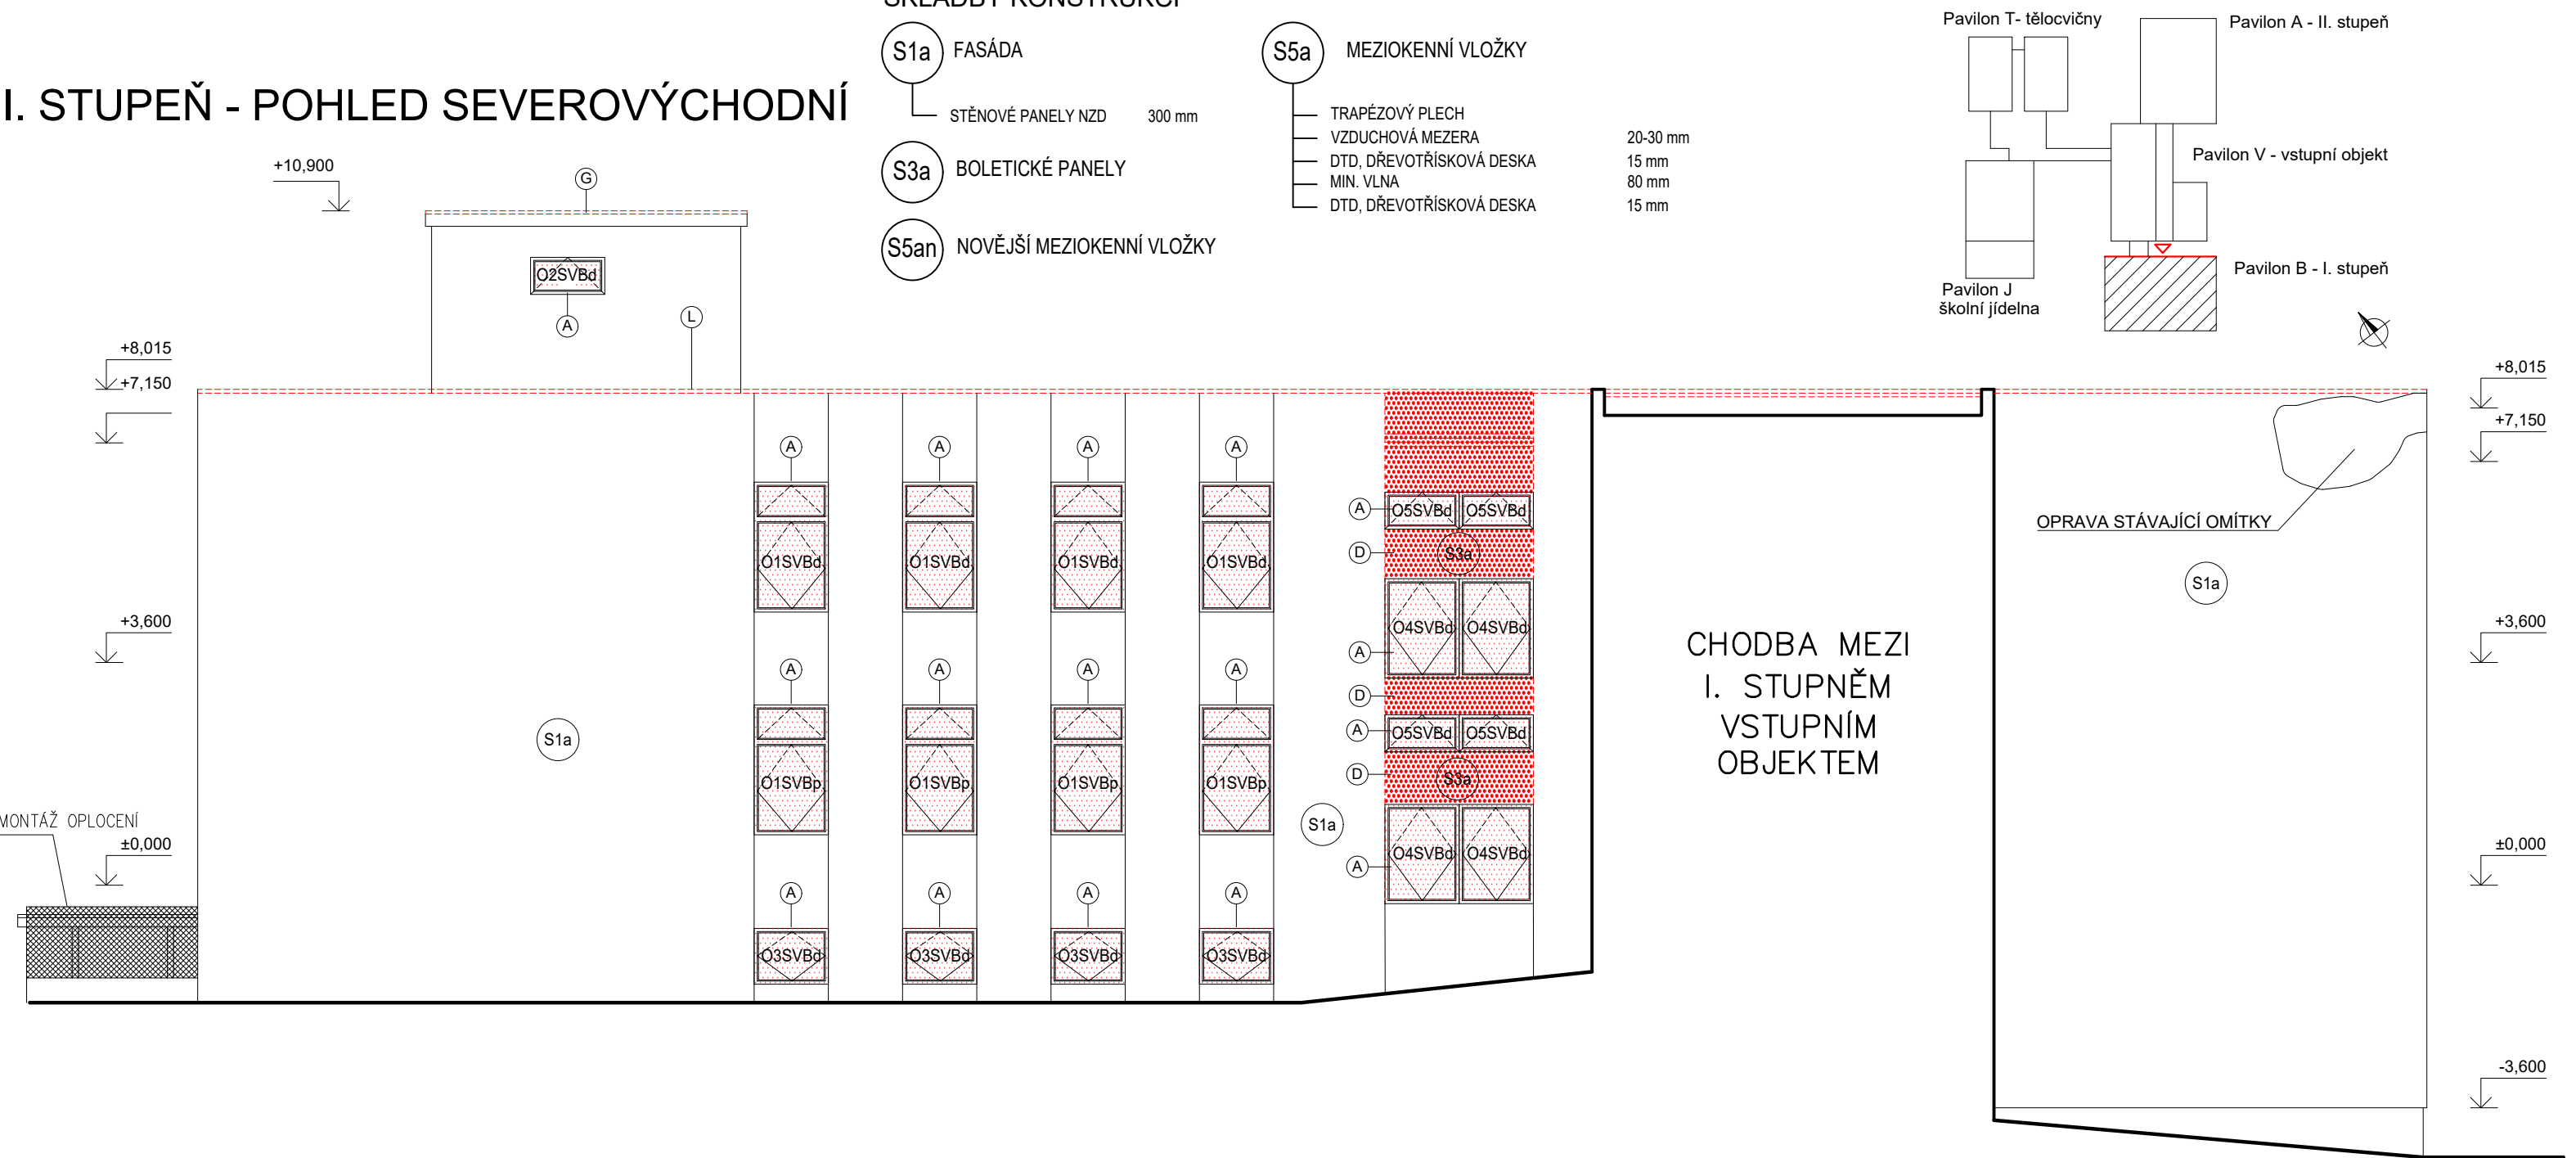 SKLADBY KONSTRUKCÍ
I. STUPEŇ - POHLED SEVEROVÝCHODNÍ
S1a FASÁDA
STĚNOVÉ PANELY NZD 300 mm
S3a BOLETICKÉ PANELY
S5an NOVĚJŠÍ MEZIOKENNÍ VLOŽKY
S5a MEZIOKENNÍ VLOŽKY
TRAPÉZOVÝ PLECH
VZDUCHOVÁ MEZERA 20-30 mm
DTD, DŘEVOTŘÍSKOVÁ DESKA 15 mm
MIN. VLNA 80 mm
DTD, DŘEVOTŘÍSKOVÁ DESKA 15 mm
Pavilon T- tělocvičny
Pavilon A - II. stupeň
Pavilon V - vstupní objekt
Pavilon B - I. stupeň
Pavilon J
školní jídelna
+10,900
G
O2SVBd
A
L
+8,015
+7,150
+8,015
+7,150
A A A A
O5SVBd O5SVBd
A
O1SVBd O1SVBd O1SVBd O1SVBd
D
S3a
OPRAVA STÁVAJÍCÍ OMÍTKY
S1a
+3,600
O4SVBd O4SVBd
A
+3,600
CHODBA MEZI
I. STUPNĚM
VSTUPNÍM
OBJEKTEM
A A A A
D
S1a
A
O5SVBd O5SVBd
O1SVBp O1SVBp O1SVBp O1SVBp
D
S3a
S1a
MONTÁŽ OPLOCENÍ
±0,000
O4SVBd O4SVBd
A
±0,000
A A A A
O3SVBd O3SVBd O3SVBd O3SVBd
-3,600